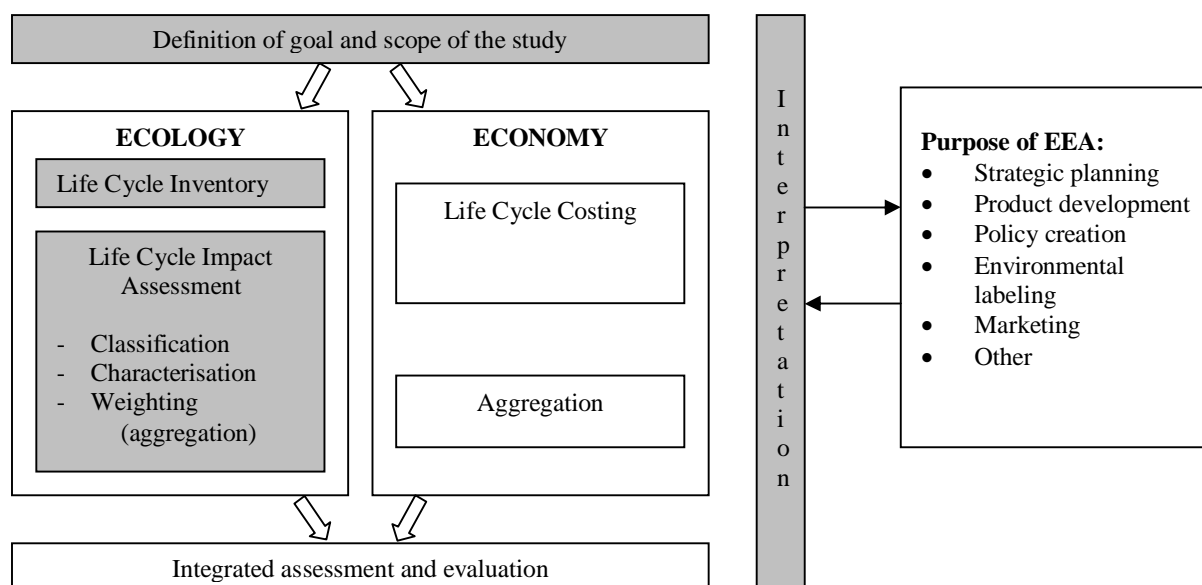 Definition of goal and scope of the study
ECOLOGY
Life Cycle Inventory
Life Cycle Impact
Assessment
- Classification
- Characterisation
- Weighting
(aggregation)
ECONOMY
Life Cycle Costing
Aggregation
Integrated assessment and evaluation
I
n
t
e
r
p
r
e
t
a
t
i
o
n
Purpose of EEA:
• Strategic planning
• Product development
• Policy creation
• Environmental
labeling
• Marketing
• Other